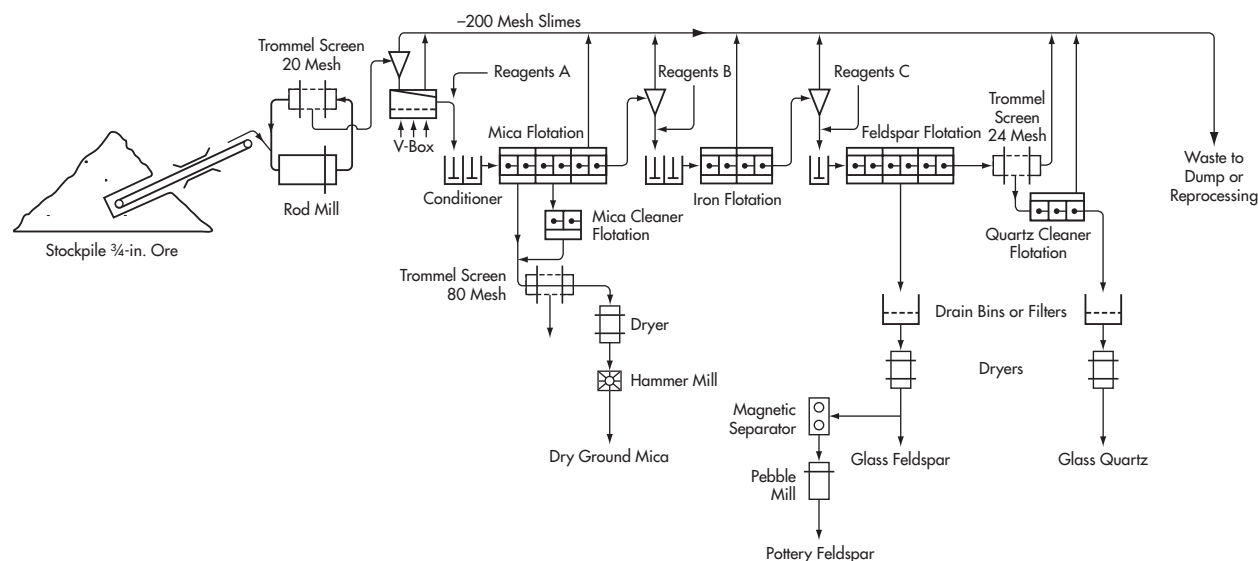 –200 Mesh Slimes
Trommel Screen
20 Mesh
Reagents A
Reagents B
Reagents C
Trommel
Screen
24 Mesh
V-Box
Mica Flotation
Feldspar Flotation
Waste to
Dump or
Reprocessing
Conditioner
Iron Flotation
Rod Mill
Mica Cleaner
Flotation
Quartz Cleaner
Flotation
Stockpile ¾-in. Ore
Trommel Screen
80 Mesh
Dryer
Drain Bins or Filters
Hammer Mill
Dryers
Magnetic
Separator
Dry Ground Mica
Glass Feldspar
Glass Quartz
Pebble
Mill
Pottery Feldspar